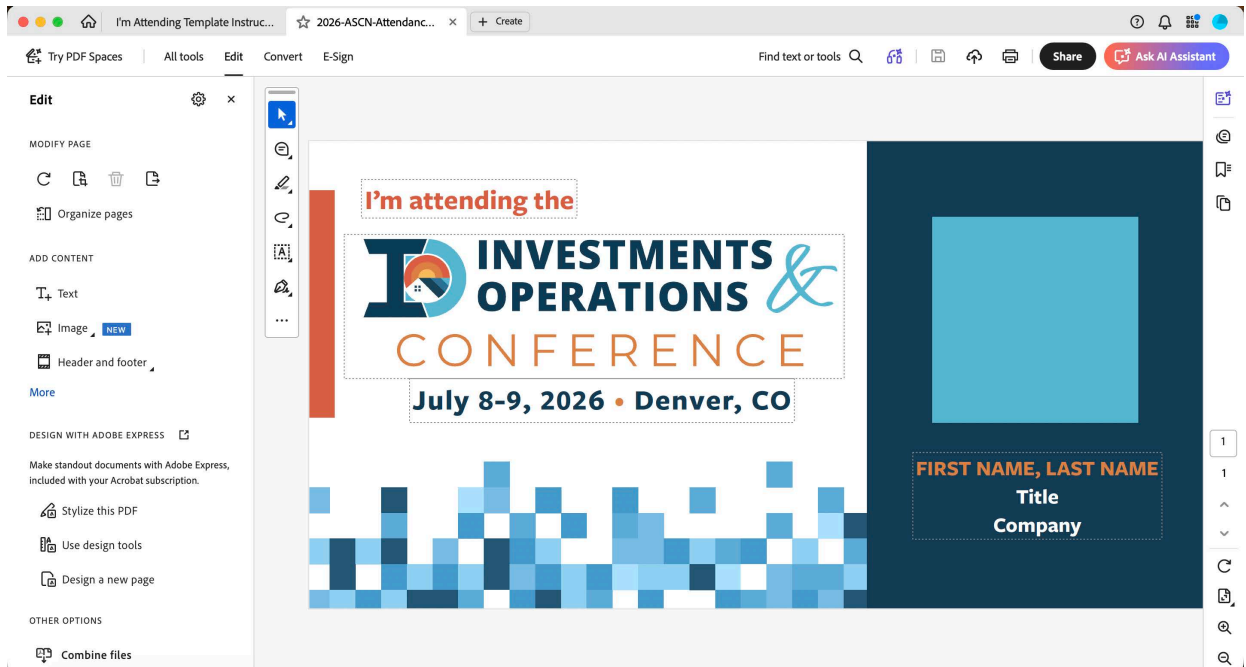 I'm Attending Template Instruc...
2026-ASCN-Attendanc...
+ Create
Try PDF Spaces
All tools
Edit
Convert
E-Sign
Find text or tools
Share
Ask AI Assistant
Edit
MODIFY PAGE
Organize pages
ADD CONTENT
Text
Image
NEW
Header and footer
More
DESIGN WITH ADOBE EXPRESS
Make standout documents with Adobe Express,
included with your Acrobat subscription.
Stylize this PDF
Use design tools
Design a new page
OTHER OPTIONS
Combine files
I’m attending the
INVESTMENTS &
OPERATIONS
CONFERENCE
July 8-9, 2026 • Denver, CO
FIRST NAME, LAST NAME
Title
Company
1
1